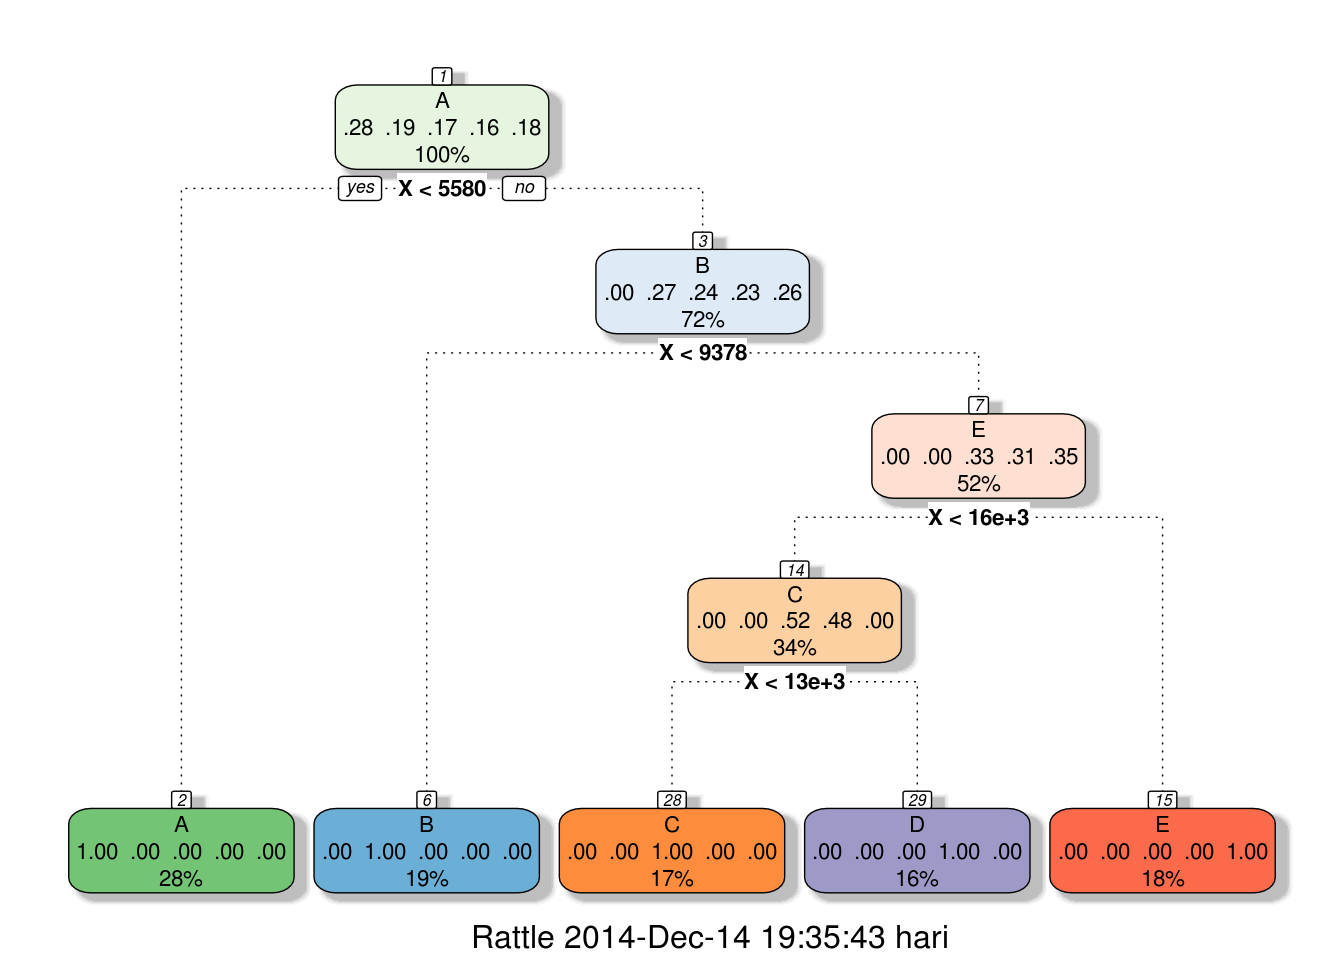 1
A
.28 .19 .17 .16 .18
100%
yes X < 5580 no
3
B
.00 .27 .24 .23 .26
72%
X < 9378
7
E
.00 .00 .33 .31 .35
52%
X < 16e+3
14
C
.00 .00 .52 .48 .00
34%
X < 13e+3
2
A
1.00 .00 .00 .00 .00
28%
6
B
.00 1.00 .00 .00 .00
19%
28
C
.00 .00 1.00 .00 .00
17%
29
D
.00 .00 .00 1.00 .00
16%
15
E
.00 .00 .00 .00 1.00
18%
Rattle 2014-Dec-14 19:35:43 hari